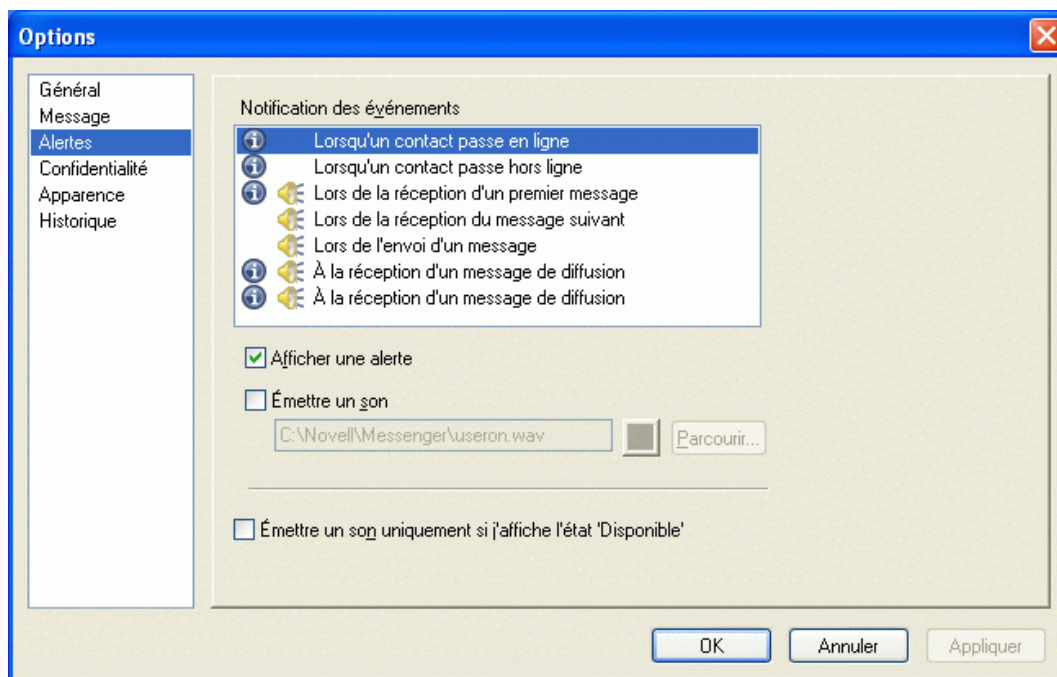 Options
Général
Message
Alertes
Confidentialité
Apparence
Historique
Notification des événements
Lorsqu'un contact passe en ligne
Lorsqu'un contact passe hors ligne
Lors de la réception d'un premier message
Lors de la réception du message suivant
Lors de l'envoi d'un message
À la réception d'un message de diffusion
À la réception d'un message de diffusion
Afficher une alerte
Émettre un son
C:\Novell\Messenger\useron.wav
Parcourir...
Émettre un son uniquement si j'affiche l'état 'Disponible'
OK
Annuler
Appliquer